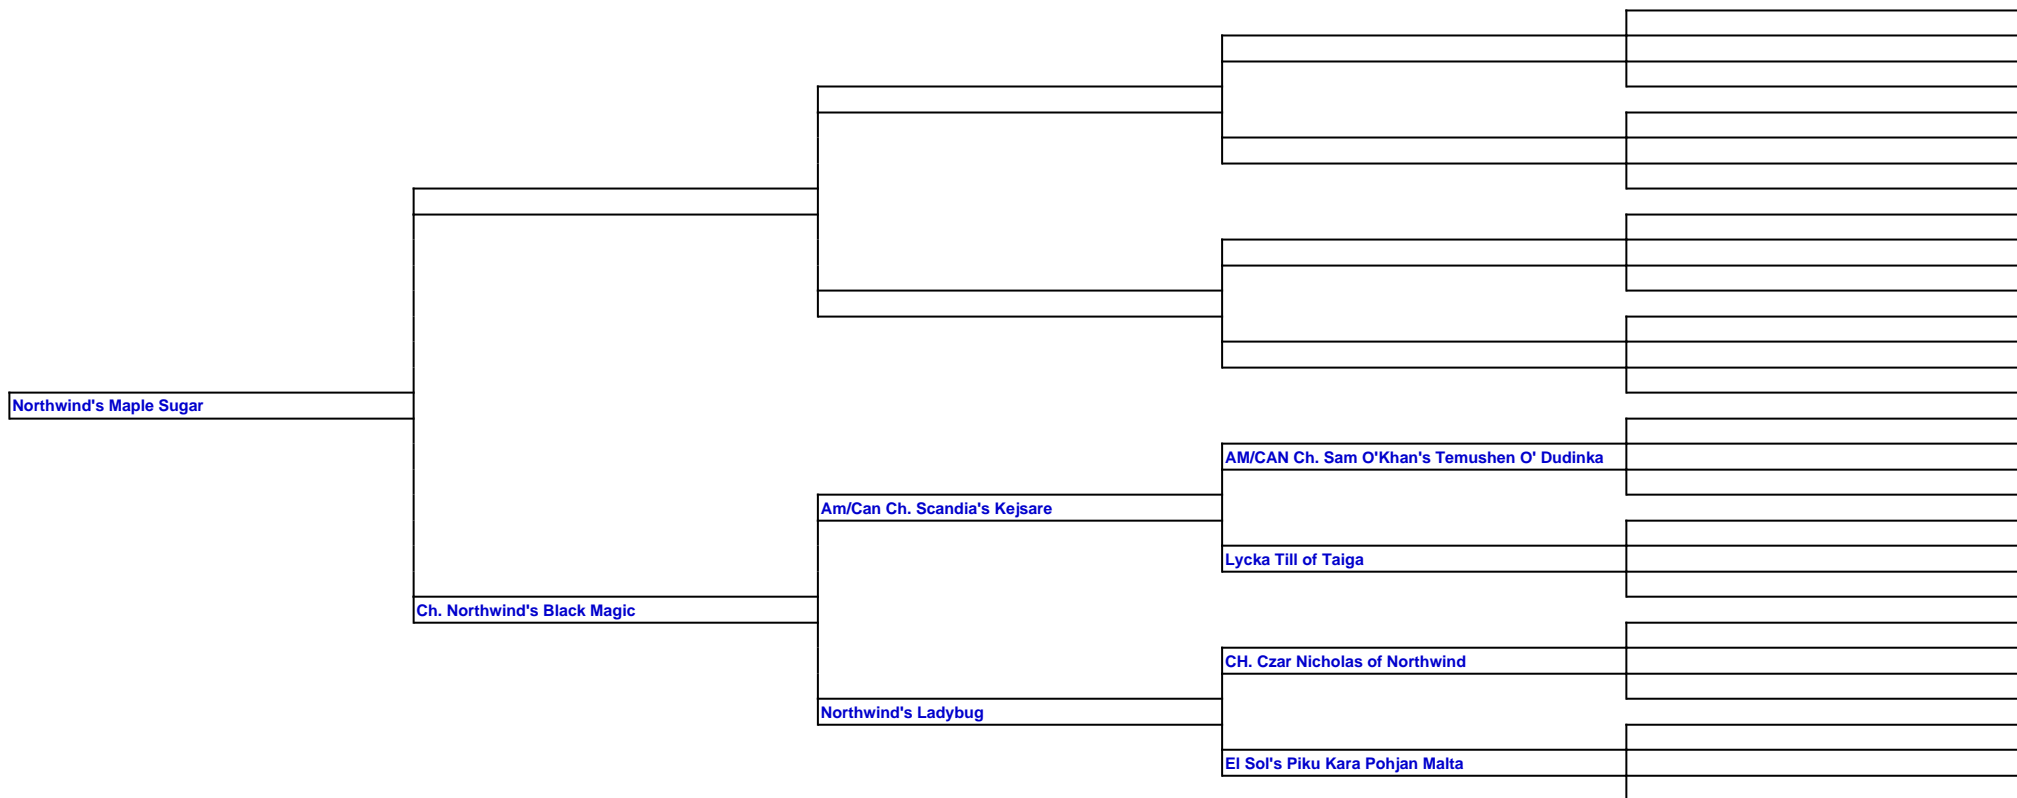 Northwind's Maple Sugar
AM/CAN Ch. Sam O'Khan's Temushen O' Dudinka
Am/Can Ch. Scandia's Kejsare
Lycka Till of Taiga
Ch. Northwind's Black Magic
CH. Czar Nicholas of Northwind
Northwind's Ladybug
El Sol's Piku Kara Pohjan Malta